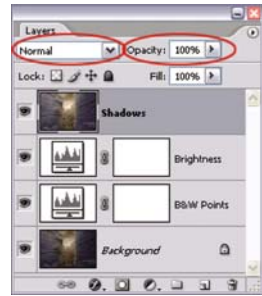 Layers
Normal Opacity: 100%
Lock: Fill: 100%
Shadows
Brightness
B&W Points
Background